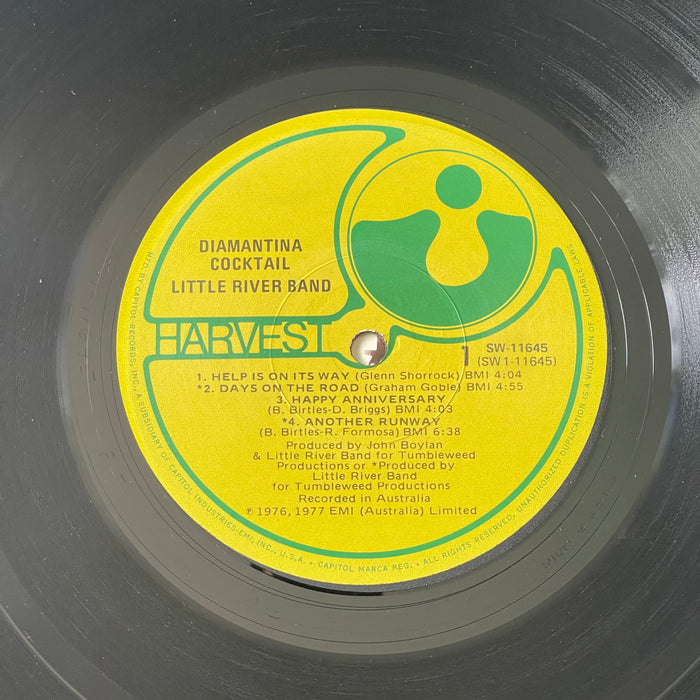 DIAMANTINA
COCKTAIL
LITTLE RIVER BAND
HARVEST
1
SW-11645
(SW1-11645)
1. HELP IS ON ITS WAY (Glenn Shorrock) BMI 4:04
*2. DAYS ON THE ROAD (Graham Goble) BMI 4:55
3. HAPPY ANNIVERSARY
(B. Birtles-D. Briggs) BMI 4:03
*4. ANOTHER RUNWAY
(B. Birtles-R. Formosa) BMI 6:38
Produced by John Boylan
& Little River Band for Tumbleweed
Productions or *Produced by
Little River Band
for Tumbleweed Productions
Recorded in Australia
℗ 1976, 1977 EMI (Australia) Limited
MFD. BY CAPITOL RECORDS, INC., A SUBSIDIARY OF CAPITOL INDUSTRIES-EMI, INC., U.S.A. • CAPITOL MARCA REG. • ALL RIGHTS RESERVED. UNAUTHORIZED DUPLICATION IS A VIOLATION OF APPLICABLE LAWS.